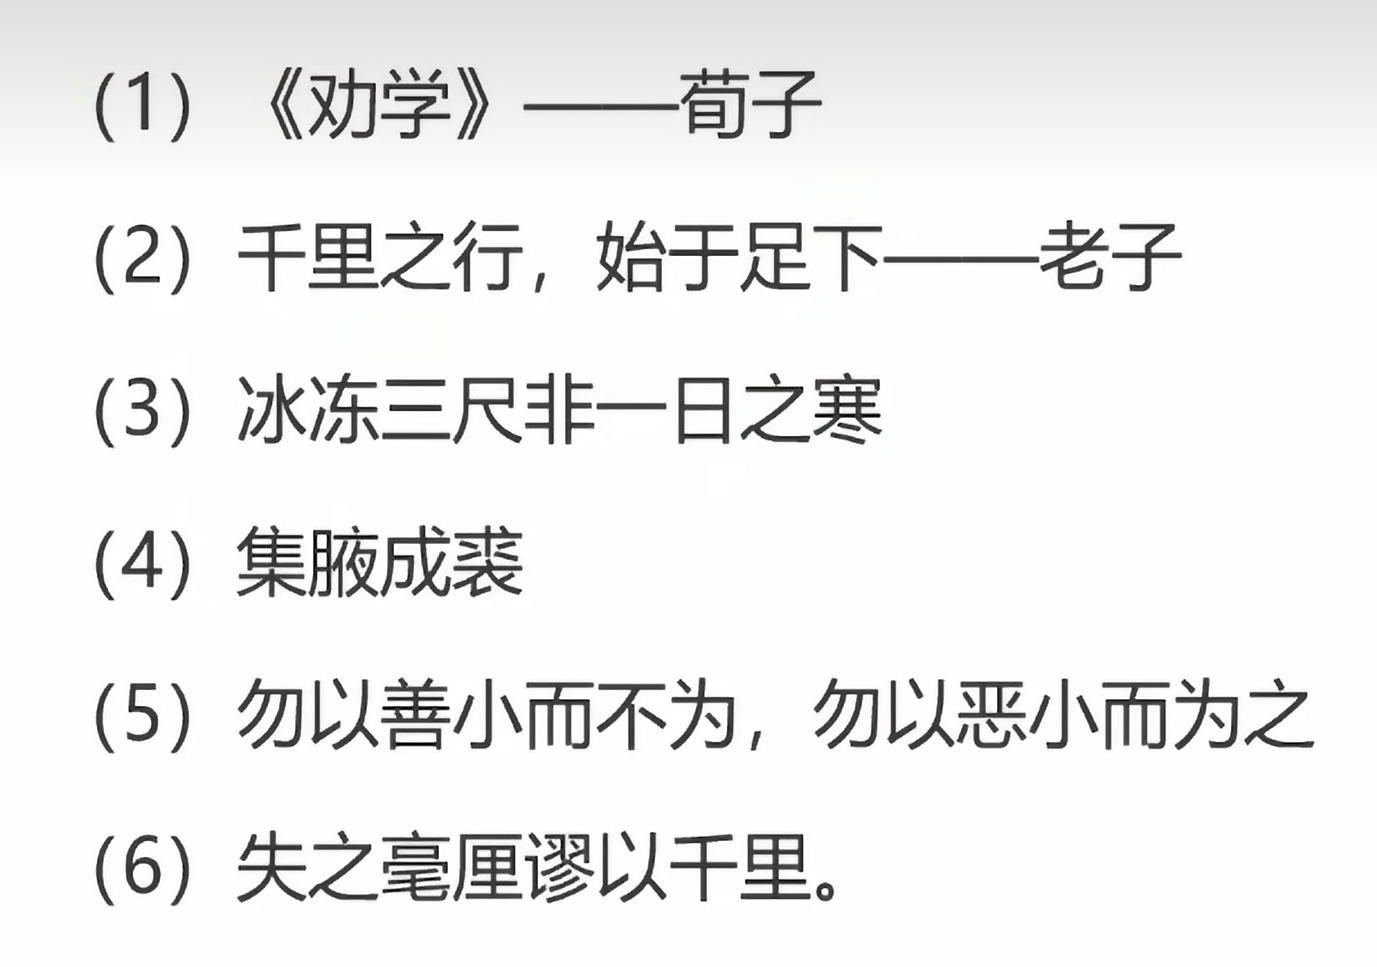 （1）《劝学》——荀子
（2）千里之行，始于足下——老子
（3）冰冻三尺非一日之寒
（4）集腋成裘
（5）勿以善小而不为，勿以恶小而为之
（6）失之毫厘谬以千里。